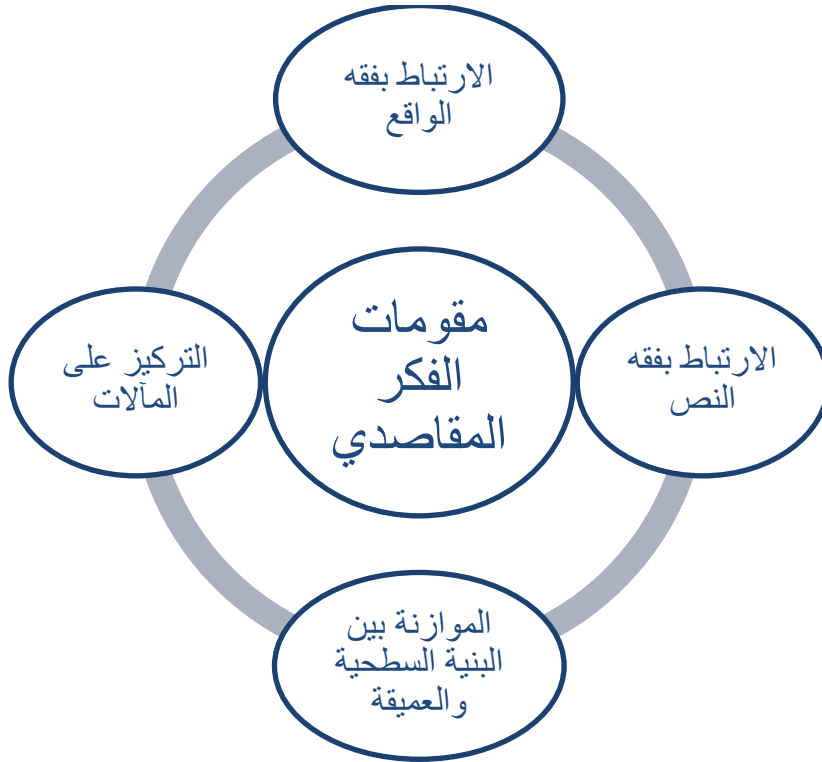 الارتباط بفقه
الواقع
مقومات
الفكر
المقاصدي
الارتباط بفقه
النص
التركيز على
المآلات
الموازنة بين
البنية السطحية
والعميقة